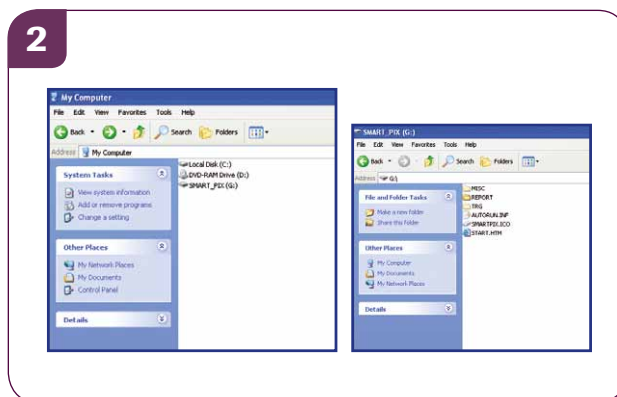 2
My Computer
File Edit View Favorites Tools Help
Back Search Folders
Address My Computer
System Tasks
View system information
Add or remove programs
Change a setting
Other Places
My Network Places
My Documents
Control Panel
Details
Local Disk (C:)
DVD-RAM Drive (D:)
SMART_PIX (G:)
SMART_PIX (G:)
File Edit View Favorites Tools Help
Back Search Folders
Address G:\
File and Folder Tasks
Make a new folder
Share this folder
Other Places
My Computer
My Documents
My Network Places
Details
MISC
REPORT
TRG
AUTORUN.INF
SMARTPIX.ICO
START.HTM